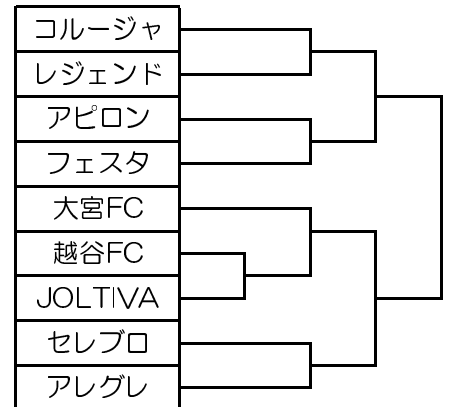 コルージャ
レジェンド
アピロン
フェスタ
大宮FC
越谷FC
JOLTIVA
セレブロ
アレグレ